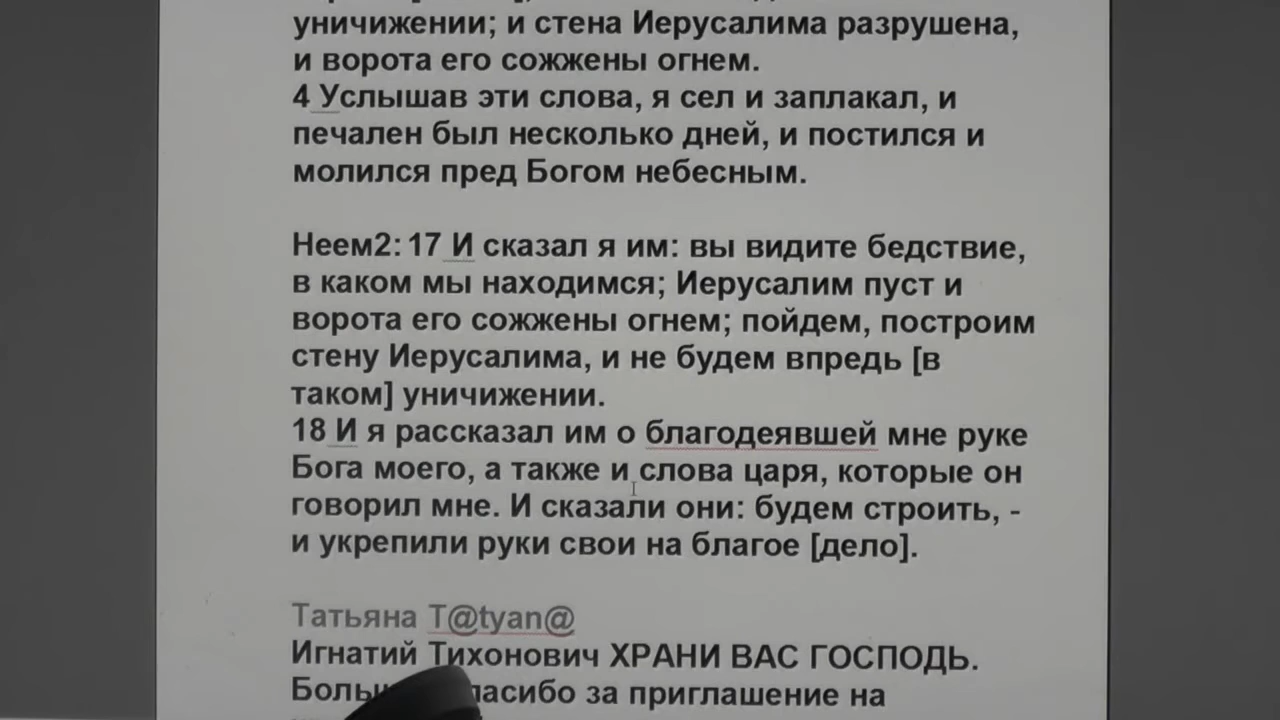 уничижении; и стена Иерусалима разрушена,
и ворота его сожжены огнем.
4 Услышав эти слова, я сел и заплакал, и
печален был несколько дней, и постился и
молился пред Богом небесным.
Неем2: 17 И сказал я им: вы видите бедствие,
в каком мы находимся; Иерусалим пуст и
ворота его сожжены огнем; пойдем, построим
стену Иерусалима, и не будем впредь [в
таком] уничижении.
18 И я рассказал им о благодеявшей мне руке
Бога моего, а также и слова царя, которые он
говорил мне. И сказали они: будем строить, -
и укрепили руки свои на благое [дело].
Татьяна T@tyan@
Игнатий Тихонович ХРАНИ ВАС ГОСПОДЬ.
за приглашение на